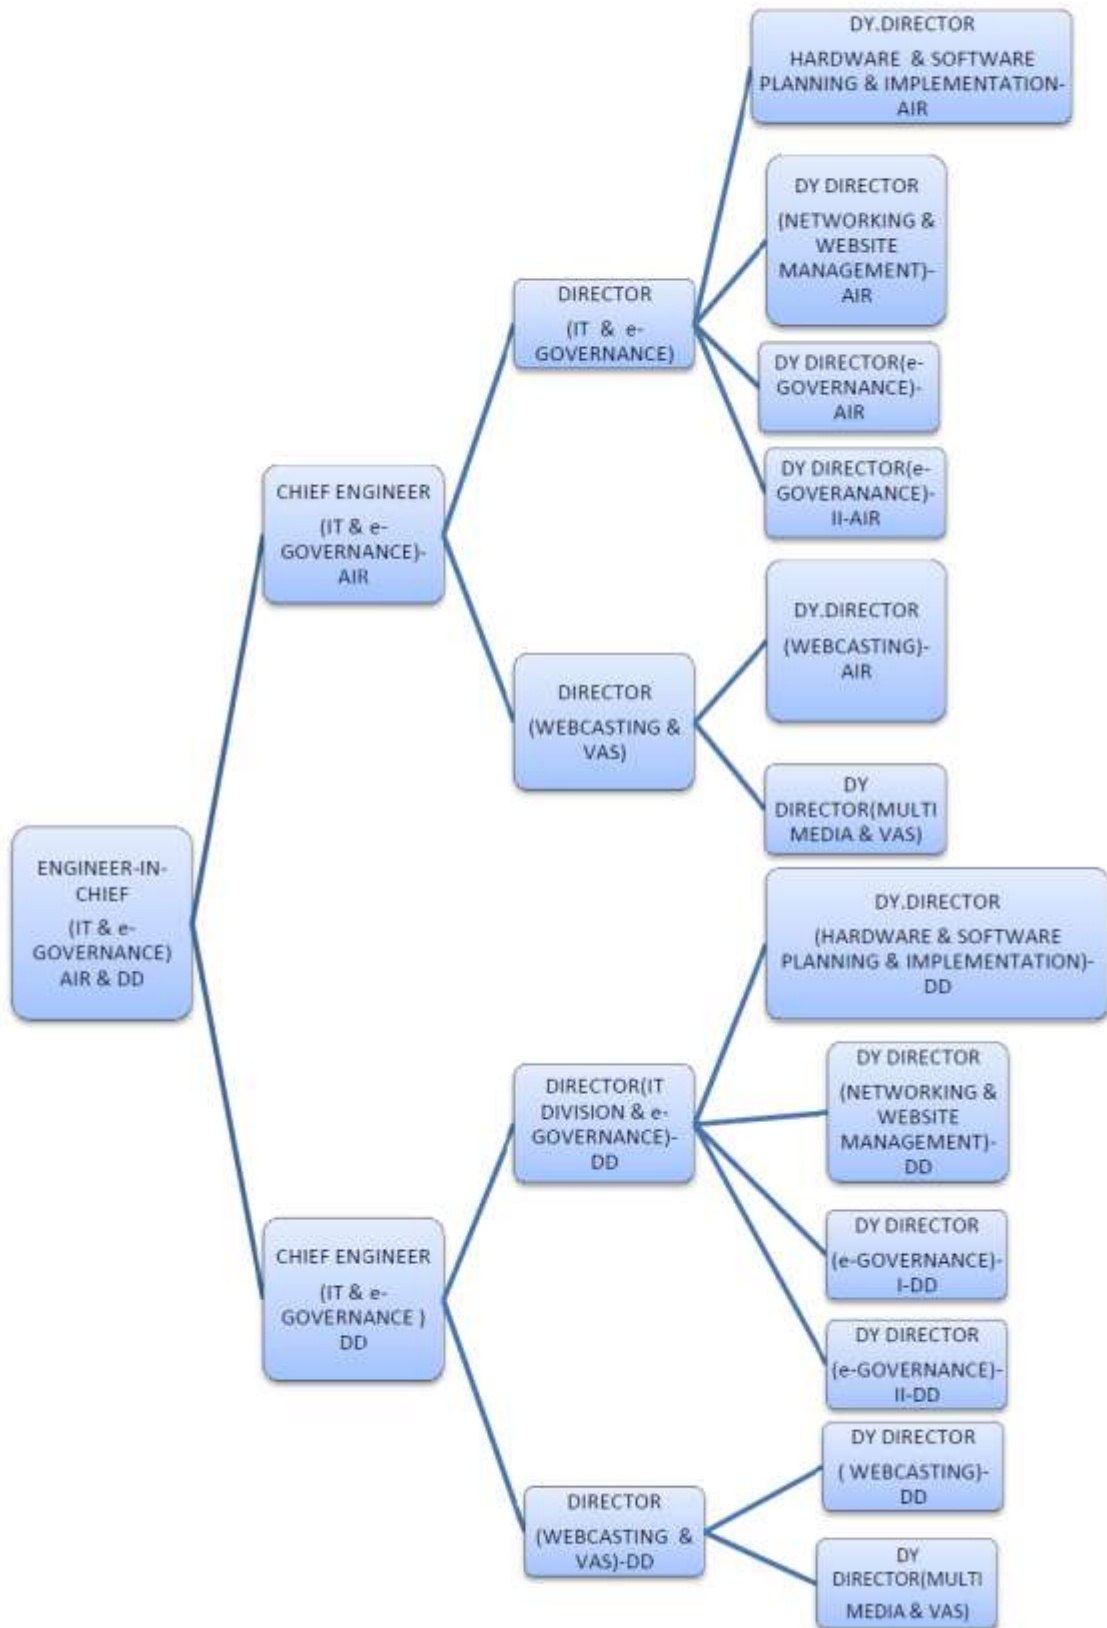 DY.DIRECTOR
HARDWARE & SOFTWARE
PLANNING & IMPLEMENTATION-
AIR
DY DIRECTOR
(NETWORKING &
WEBSITE
MANAGEMENT)-
AIR
DIRECTOR
(IT & e-
GOVERNANCE)
DY DIRECTOR(e-
GOVERNANCE)-
AIR
DY DIRECTOR(e-
GOVERANANCE)-
II-AIR
CHIEF ENGINEER
(IT & e-
GOVERNANCE)-
AIR
DY.DIRECTOR
(WEBCASTING)-
AIR
DIRECTOR
(WEBCASTING &
VAS)
DY
DIRECTOR(MULTI
MEDIA & VAS)
ENGINEER-IN-
CHIEF
(IT & e-
GOVERNANCE)
AIR & DD
DY.DIRECTOR
(HARDWARE & SOFTWARE
PLANNING & IMPLEMENTATION)-
DD
DIRECTOR(IT
DIVISION & e-
GOVERNANCE)-
DD
DY DIRECTOR
(NETWORKING &
WEBSITE
MANAGEMENT)-
DD
DY DIRECTOR
(e-GOVERNANCE)-
I-DD
CHIEF ENGINEER
(IT & e-
GOVERNANCE )
DD
DY DIRECTOR
(e-GOVERNANCE)-
II-DD
DY DIRECTOR
( WEBCASTING)-
DD
DIRECTOR
(WEBCASTING &
VAS)-DD
DY
DIRECTOR(MULTI
MEDIA & VAS)